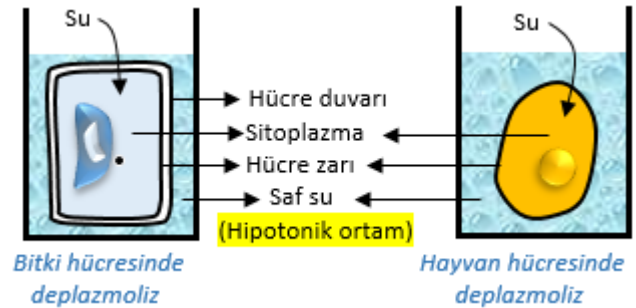 Su
Su
Hücre duvarı
Sitoplazma
Hücre zarı
Saf su
(Hipotonik ortam)
Bitki hücresinde
deplazmoliz
Hayvan hücresinde
deplazmoliz